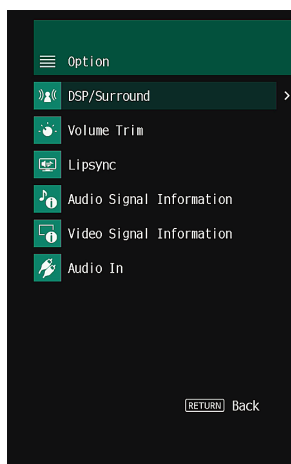 Option
DSP/Surround
Volume Trim
Lipsync
Audio Signal Information
Video Signal Information
Audio In
RETURN Back